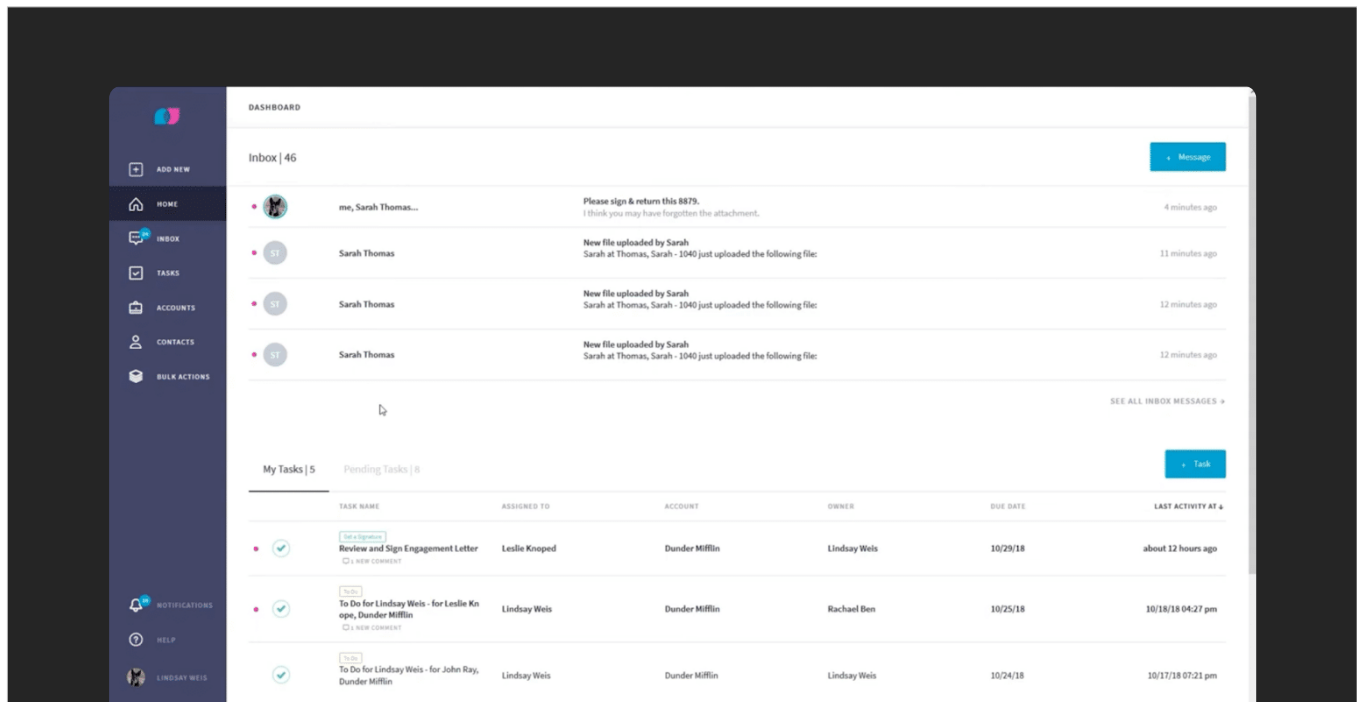 DASHBOARD
ADD NEW
HOME
INBOX
TASKS
ACCOUNTS
CONTACTS
BULK ACTIONS
NOTIFICATIONS
HELP
LINDSAY WEIS
Inbox | 46
Message
me, Sarah Thomas...
Please sign & return this 8879.
I think you may have forgotten the attachment.
4 minutes ago
ST
Sarah Thomas
New file uploaded by Sarah
Sarah at Thomas, Sarah - 1040 just uploaded the following file:
11 minutes ago
ST
Sarah Thomas
New file uploaded by Sarah
Sarah at Thomas, Sarah - 1040 just uploaded the following file:
12 minutes ago
ST
Sarah Thomas
New file uploaded by Sarah
Sarah at Thomas, Sarah - 1040 just uploaded the following file:
12 minutes ago
SEE ALL INBOX MESSAGES »
My Tasks | 5
Pending Tasks | 8
Task
TASK NAME
ASSIGNED TO
ACCOUNT
OWNER
DUE DATE
LAST ACTIVITY AT ↓
Get a Signature
Review and Sign Engagement Letter
1 NEW COMMENT
Leslie Knoped
Dunder Mifflin
Lindsay Weis
10/29/18
about 12 hours ago
To Do
To Do for Lindsay Weis - for Leslie Kn
ope, Dunder Mifflin
1 NEW COMMENT
Lindsay Weis
Dunder Mifflin
Rachael Ben
10/25/18
10/18/18 04:27 pm
To Do
To Do for Lindsay Weis - for John Ray,
Dunder Mifflin
Lindsay Weis
Dunder Mifflin
Lindsay Weis
10/24/18
10/17/18 07:21 pm